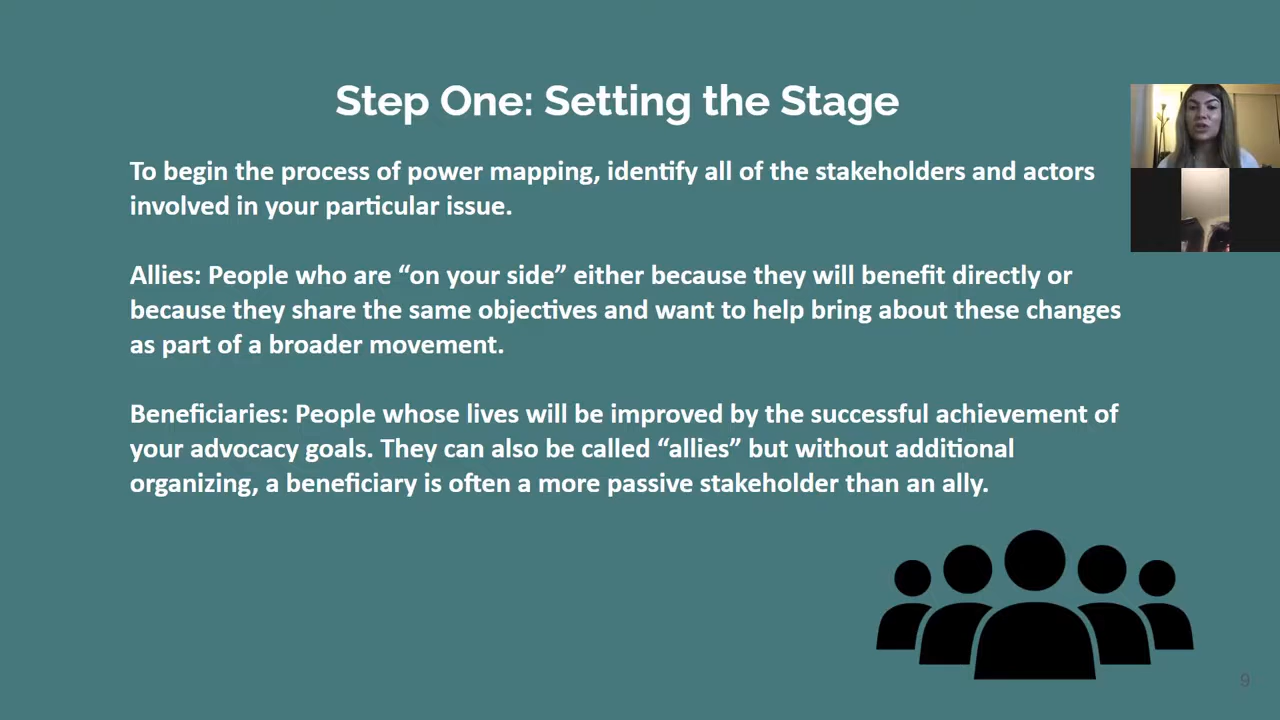 Step One: Setting the Stage
To begin the process of power mapping, identify all of the stakeholders and actors
involved in your particular issue.
Allies: People who are “on your side” either because they will benefit directly or
because they share the same objectives and want to help bring about these changes
as part of a broader movement.
Beneficiaries: People whose lives will be improved by the successful achievement of
your advocacy goals. They can also be called “allies” but without additional
organizing, a beneficiary is often a more passive stakeholder than an ally.
9